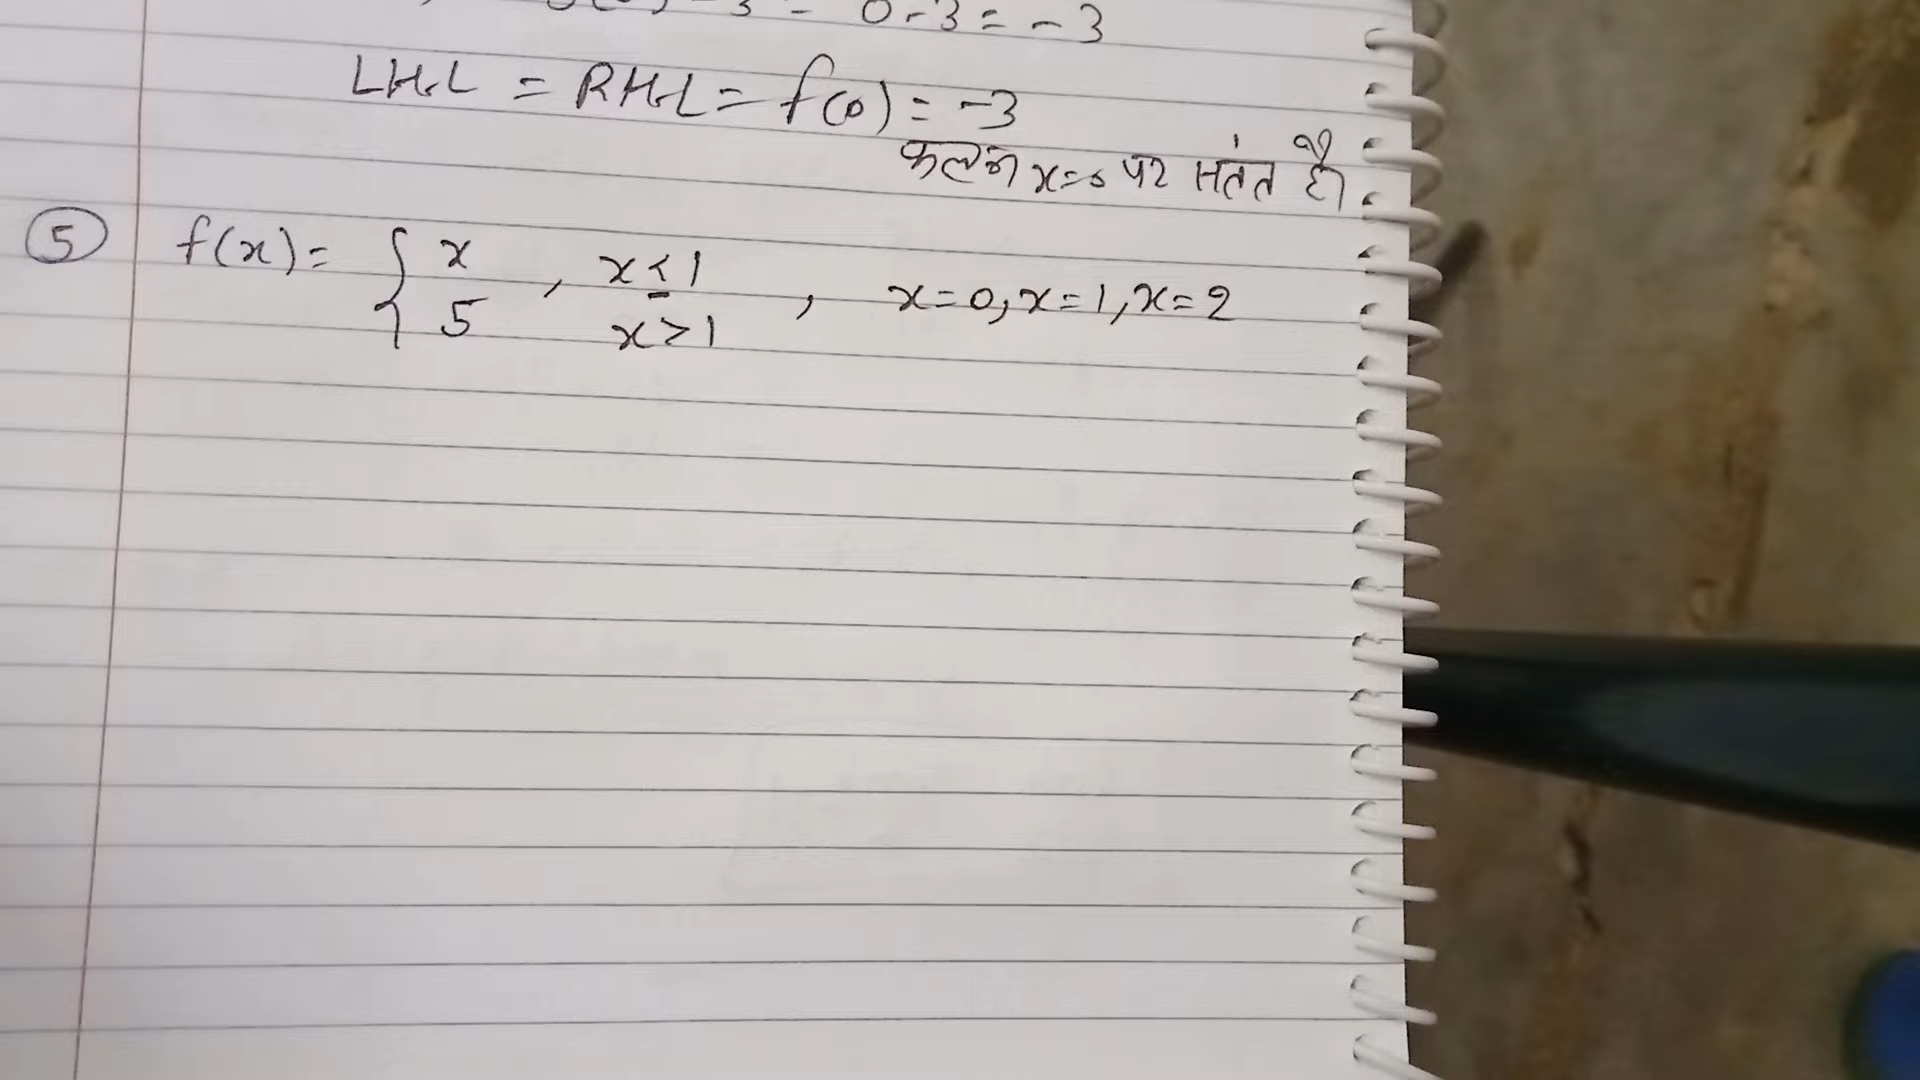 0-3 = -3
LHL = RHL = f(0) = -3
फलन x=0 पर संतत है।
⑤ f(x) = { x , x ≤ 1
5 x > 1 , x=0, x=1, x=2